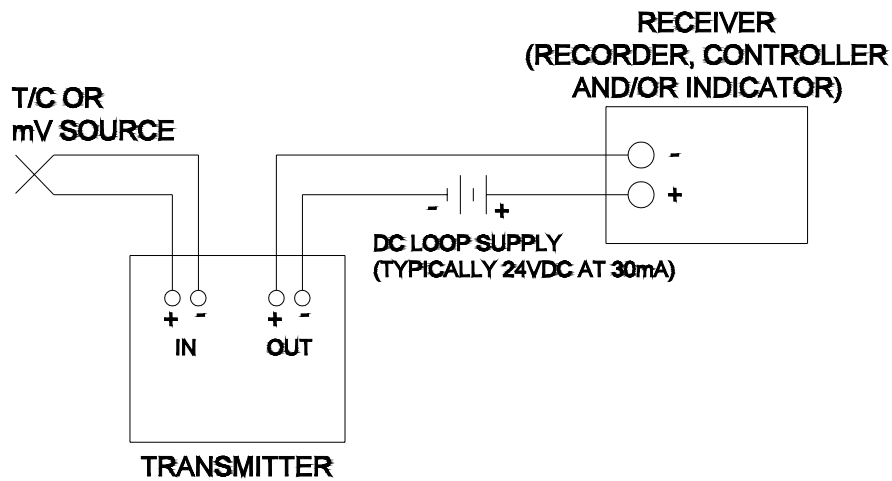 RECEIVER
(RECORDER, CONTROLLER
AND/OR INDICATOR)
T/C OR
mV SOURCE
-
+
- +
DC LOOP SUPPLY
(TYPICALLY 24VDC AT 30mA)
+ - + -
IN OUT
TRANSMITTER